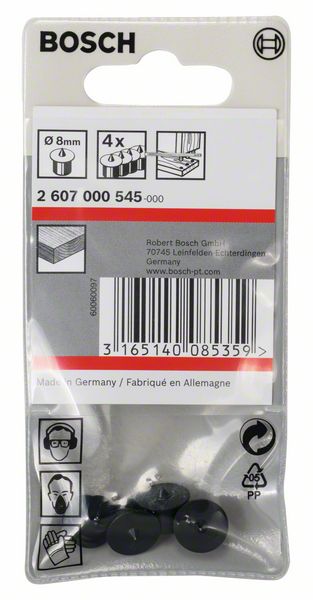 BOSCH
Ø 8mm
4x
2 607 000 545-000
Robert Bosch GmbH
70745 Leinfelden-Echterdingen
Germany
www.bosch-pt.com
60060097
3 165140 085359 >
Made in Germany / Fabriqué en Allemagne
05
PP